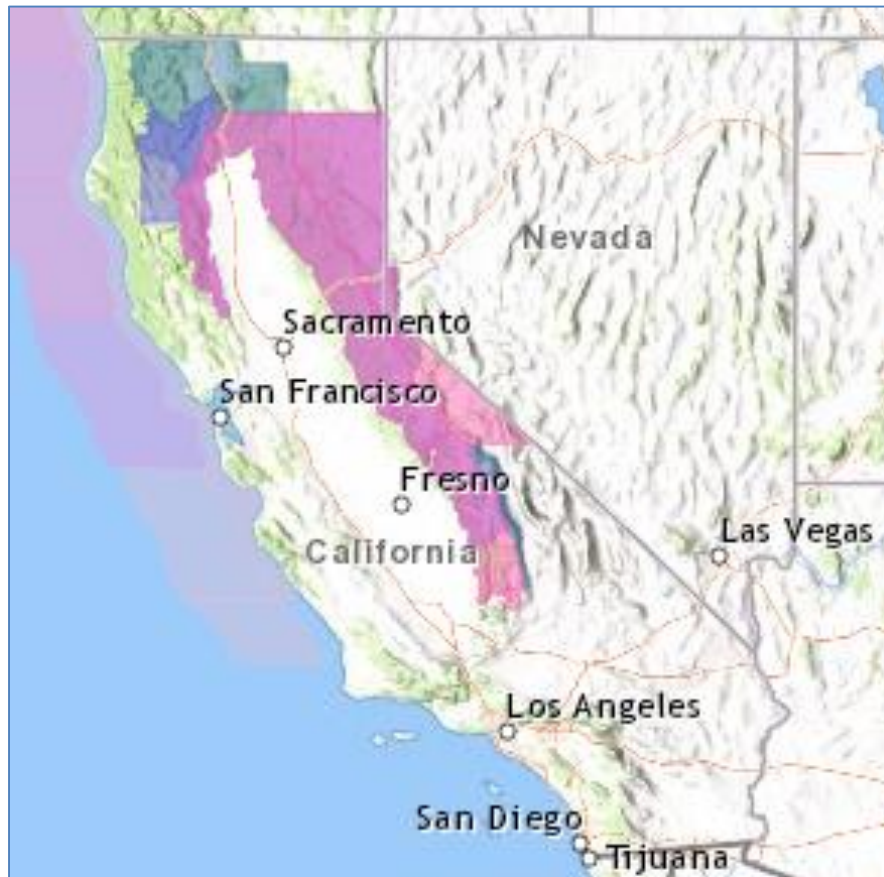 Nevada
Sacramento
San Francisco
Fresno
California
Las Vegas
Los Angeles
San Diego
Tijuana